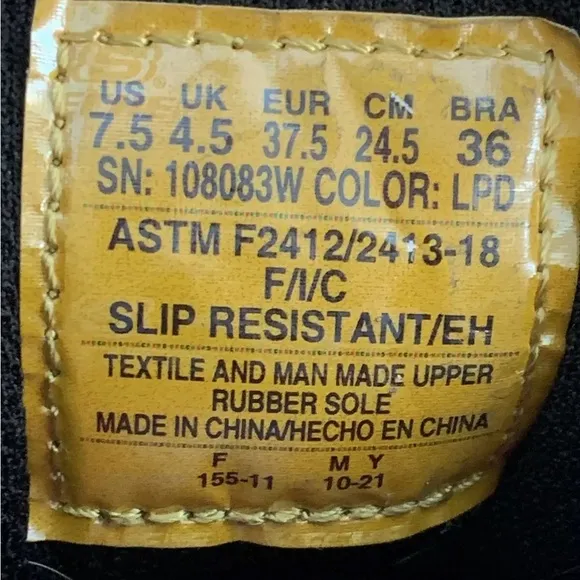 US UK EUR CM BRA
7.5 4.5 37.5 24.5 36
SN: 108083W COLOR: LPD
ASTM F2412/2413-18
F/I/C
SLIP RESISTANT/EH
TEXTILE AND MAN MADE UPPER
RUBBER SOLE
MADE IN CHINA/HECHO EN CHINA
F M Y
155-11 10-21